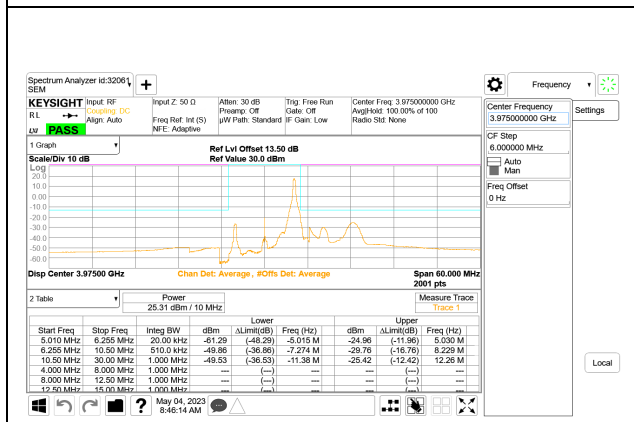 Spectrum Analyzer id:32061
SEM
Frequency
KEYSIGHT Input: RF Input Z: 50 Ω Atten: 30 dB Trig: Free Run Center Freq: 3.975000000 GHz
R L Coupling: DC Preamp: Off Gate: Off Avg|Hold: 100.00% of 100
Align: Auto Freq Ref: Int (S) µW Path: Standard IF Gain: Low Radio Std: None
NFE: Adaptive
LXI PASS
Center Frequency
3.975000000 GHz
Settings
CF Step
6.000000 MHz
Auto
Man
Freq Offset
0 Hz
Local
1 Graph
Ref Lvl Offset 13.50 dB
Scale/Div 10 dB Ref Value 30.0 dBm
Log
20.0
10.0
0.00
-10.0
-20.0
-30.0
-40.0
-50.0
-60.0
Disp Center 3.97500 GHz Chan Det: Average, #Offs Det: Average Span 60.000 MHz
2001 pts
2 Table
Power
25.31 dBm / 10 MHz
Measure Trace
Trace 1
Lower Upper
Start Freq Stop Freq Integ BW dBm ΔLimit(dB) Freq (Hz) dBm ΔLimit(dB) Freq (Hz)
5.010 MHz 6.255 MHz 20.00 kHz -61.29 (-48.29) -5.015 M -24.96 (-11.96) 5.030 M
6.255 MHz 10.50 MHz 510.0 kHz -49.86 (-36.86) -7.274 M -29.76 (-16.76) 8.229 M
10.50 MHz 30.00 MHz 1.000 MHz -49.53 (-36.53) -11.38 M -25.42 (-12.42) 12.26 M
4.000 MHz 8.000 MHz 1.000 MHz --- (---) --- --- (---) ---
8.000 MHz 12.50 MHz 1.000 MHz --- (---) --- --- (---) ---
12.50 MHz 15.00 MHz 1.000 MHz --- (---) --- --- (---) ---
? May 04, 2023
8:46:14 AM